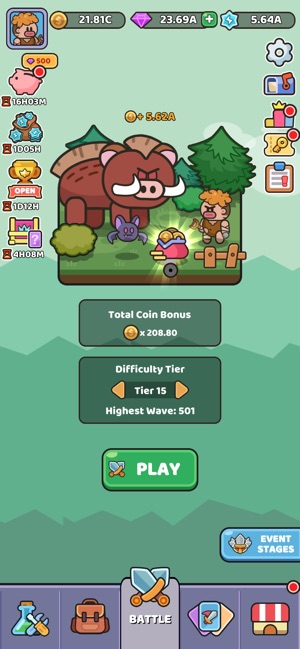 21.81C
23.69A
5.64A
500
16H03M
1D05H
OPEN
1D12H
4H08M
+ 5.62A
Total Coin Bonus
x 208.80
Difficulty Tier
Tier 15
Highest Wave: 501
PLAY
EVENT
STAGES
BATTLE